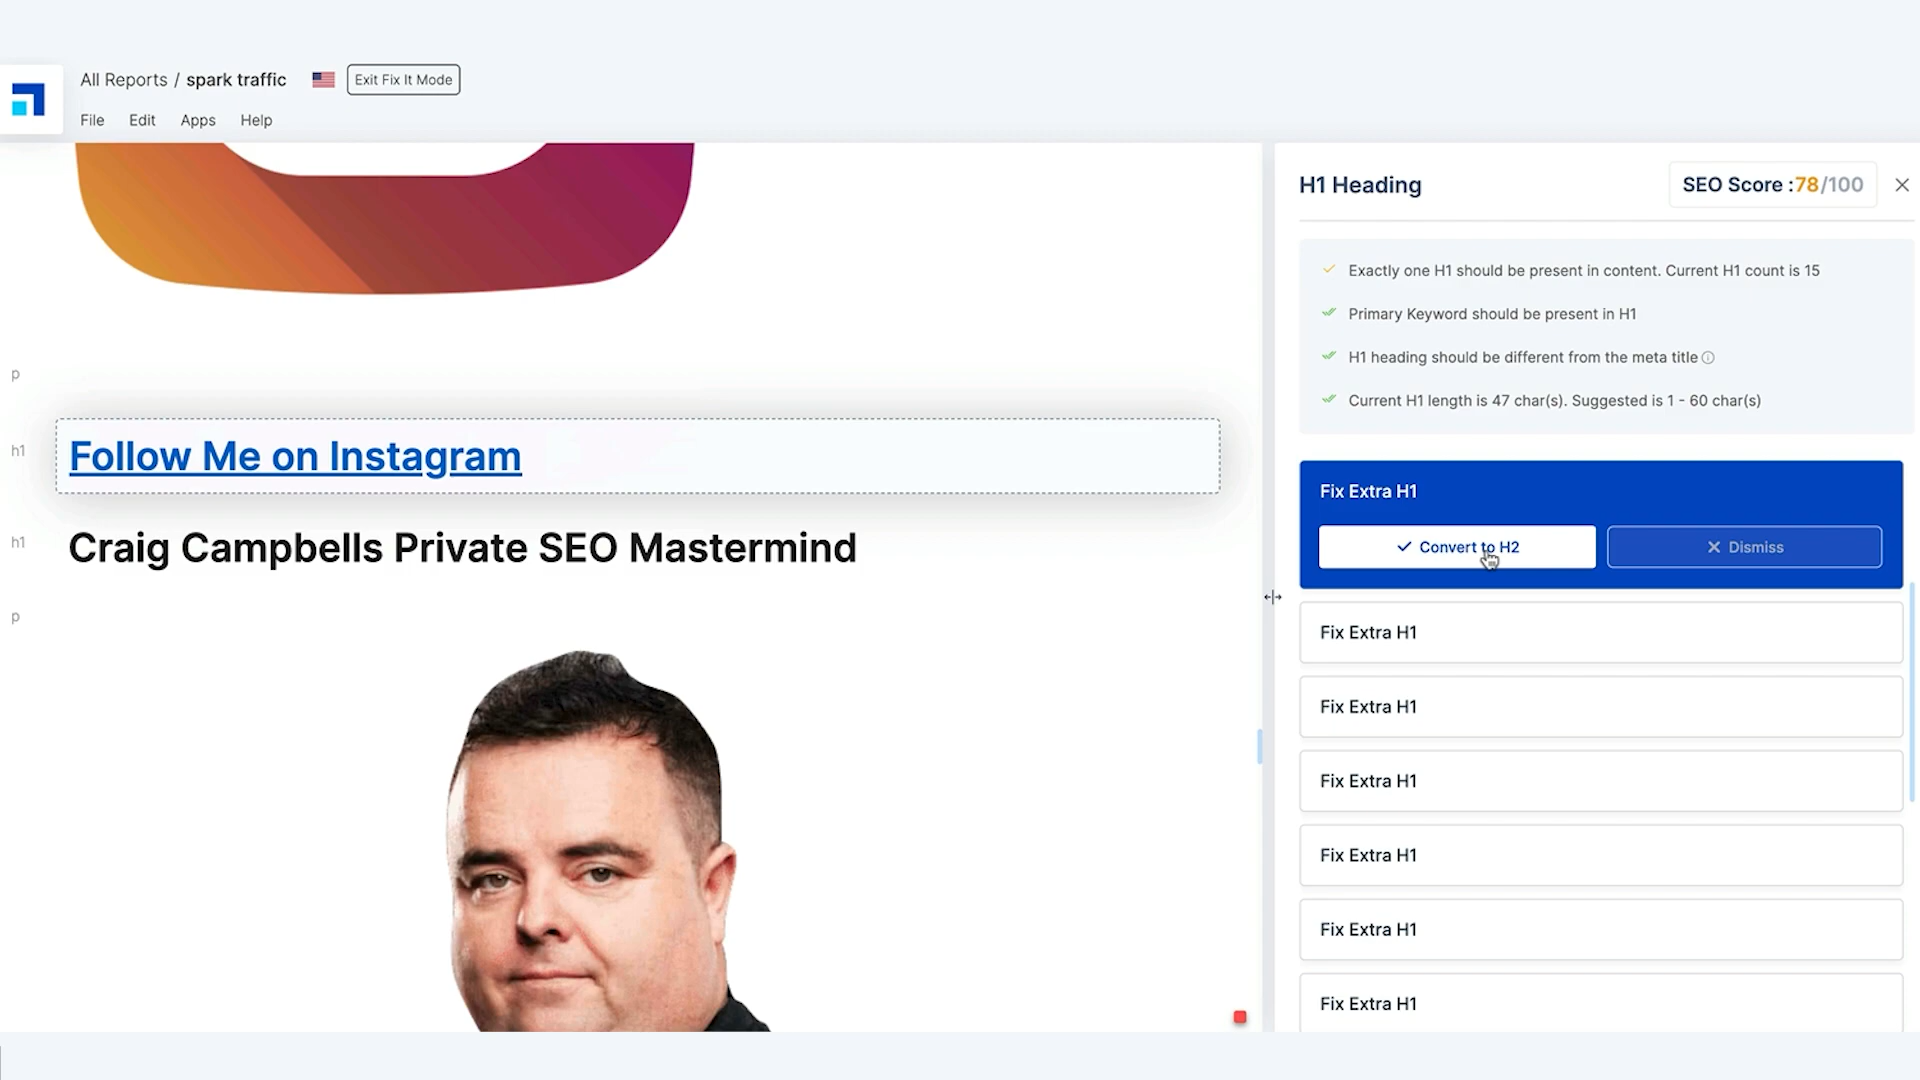 All Reports / spark traffic
Exit Fix It Mode
File Edit Apps Help
p
h1 Follow Me on Instagram
h1 Craig Campbells Private SEO Mastermind
p
H1 Heading
SEO Score :78/100
Exactly one H1 should be present in content. Current H1 count is 15
Primary Keyword should be present in H1
H1 heading should be different from the meta title
Current H1 length is 47 char(s). Suggested is 1 - 60 char(s)
Fix Extra H1
Convert to H2
Dismiss
Fix Extra H1
Fix Extra H1
Fix Extra H1
Fix Extra H1
Fix Extra H1
Fix Extra H1